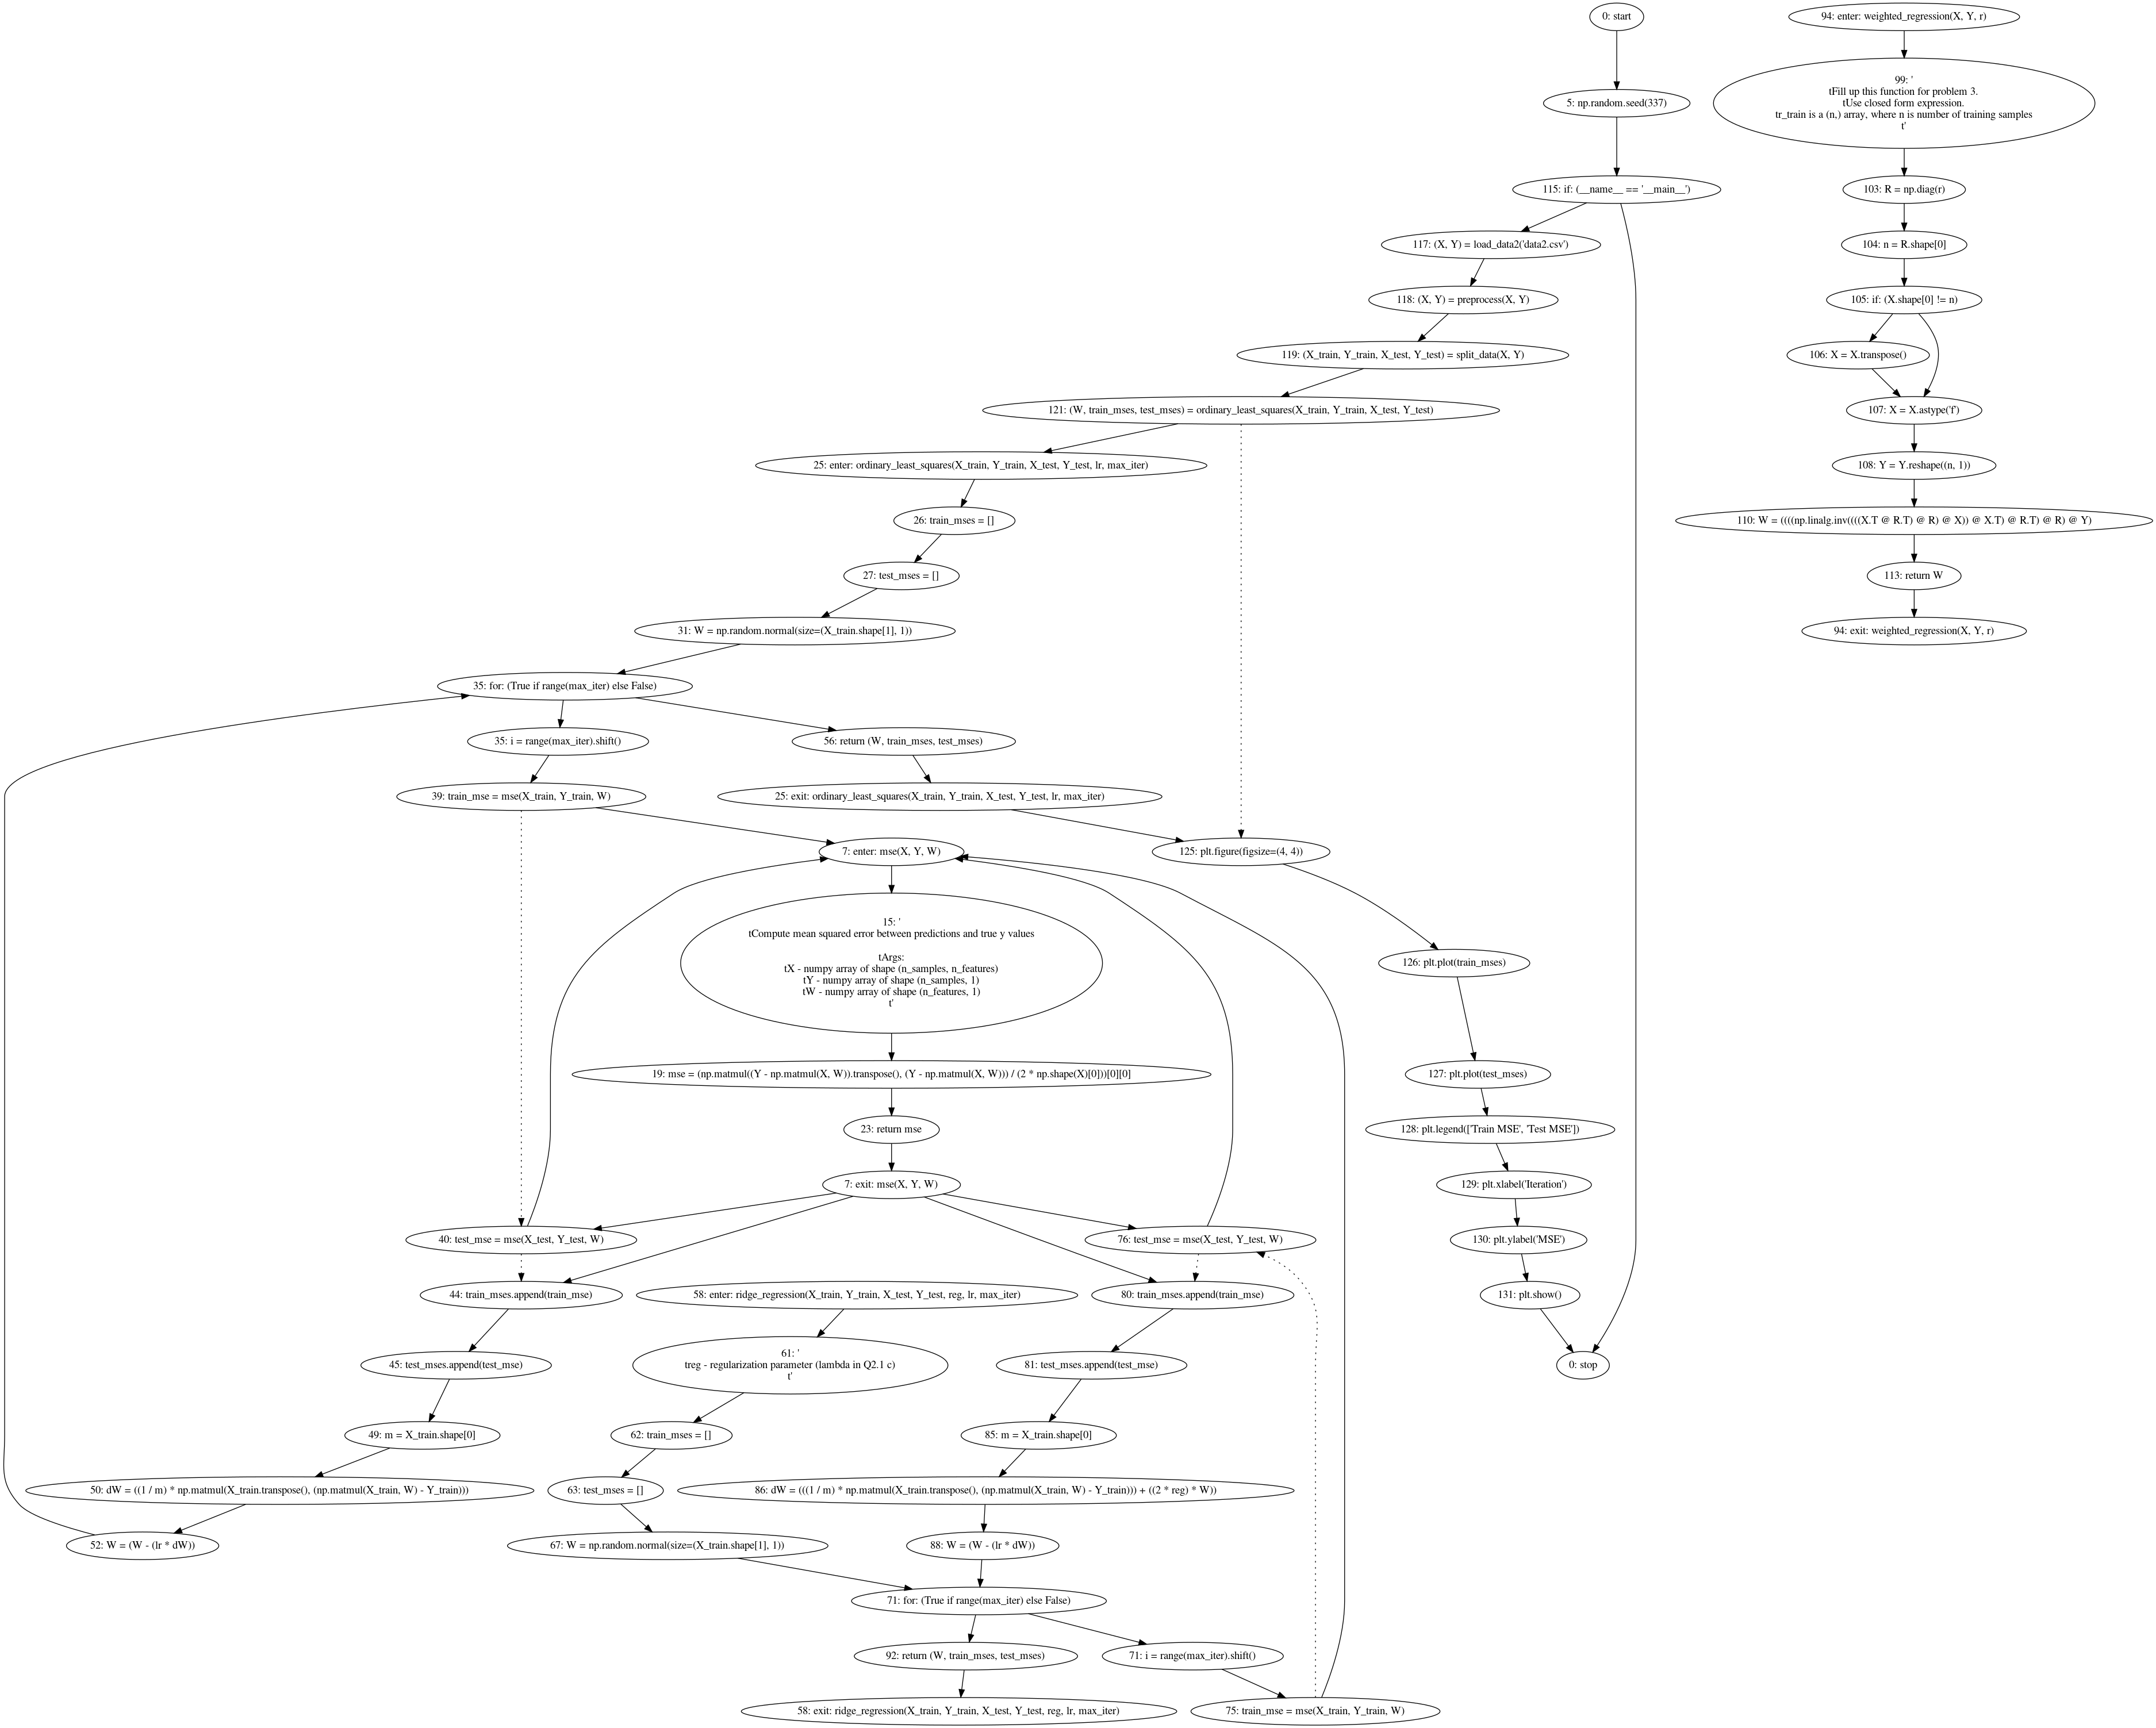 0: start
5: np.random.seed(337)
115: if: (__name__ == '__main__')
117: (X, Y) = load_data2('data2.csv')
118: (X, Y) = preprocess(X, Y)
119: (X_train, Y_train, X_test, Y_test) = split_data(X, Y)
121: (W, train_mses, test_mses) = ordinary_least_squares(X_train, Y_train, X_test, Y_test)
25: enter: ordinary_least_squares(X_train, Y_train, X_test, Y_test, lr, max_iter)
26: train_mses = []
27: test_mses = []
31: W = np.random.normal(size=(X_train.shape[1], 1))
35: for: (True if range(max_iter) else False)
35: i = range(max_iter).shift()
56: return (W, train_mses, test_mses)
39: train_mse = mse(X_train, Y_train, W)
25: exit: ordinary_least_squares(X_train, Y_train, X_test, Y_test, lr, max_iter)
7: enter: mse(X, Y, W)
125: plt.figure(figsize=(4, 4))
15: '
tCompute mean squared error between predictions and true y values
tArgs:
tX - numpy array of shape (n_samples, n_features)
tY - numpy array of shape (n_samples, 1)
tW - numpy array of shape (n_features, 1)
t'
126: plt.plot(train_mses)
19: mse = (np.matmul((Y - np.matmul(X, W)).transpose(), (Y - np.matmul(X, W))) / (2 * np.shape(X)[0]))[0][0]
127: plt.plot(test_mses)
23: return mse
128: plt.legend(['Train MSE', 'Test MSE'])
7: exit: mse(X, Y, W)
129: plt.xlabel('Iteration')
40: test_mse = mse(X_test, Y_test, W)
76: test_mse = mse(X_test, Y_test, W)
130: plt.ylabel('MSE')
44: train_mses.append(train_mse)
58: enter: ridge_regression(X_train, Y_train, X_test, Y_test, reg, lr, max_iter)
80: train_mses.append(train_mse)
131: plt.show()
45: test_mses.append(test_mse)
61: '
treg - regularization parameter (lambda in Q2.1 c)
t'
81: test_mses.append(test_mse)
0: stop
49: m = X_train.shape[0]
62: train_mses = []
85: m = X_train.shape[0]
50: dW = ((1 / m) * np.matmul(X_train.transpose(), (np.matmul(X_train, W) - Y_train)))
63: test_mses = []
86: dW = (((1 / m) * np.matmul(X_train.transpose(), (np.matmul(X_train, W) - Y_train))) + ((2 * reg) * W))
52: W = (W - (lr * dW))
67: W = np.random.normal(size=(X_train.shape[1], 1))
88: W = (W - (lr * dW))
71: for: (True if range(max_iter) else False)
92: return (W, train_mses, test_mses)
71: i = range(max_iter).shift()
58: exit: ridge_regression(X_train, Y_train, X_test, Y_test, reg, lr, max_iter)
75: train_mse = mse(X_train, Y_train, W)
94: enter: weighted_regression(X, Y, r)
99: '
tFill up this function for problem 3.
tUse closed form expression.
tr_train is a (n,) array, where n is number of training samples
t'
103: R = np.diag(r)
104: n = R.shape[0]
105: if: (X.shape[0] != n)
106: X = X.transpose()
107: X = X.astype('f')
108: Y = Y.reshape((n, 1))
110: W = ((((np.linalg.inv((((X.T @ R.T) @ R) @ X)) @ X.T) @ R.T) @ R) @ Y)
113: return W
94: exit: weighted_regression(X, Y, r)